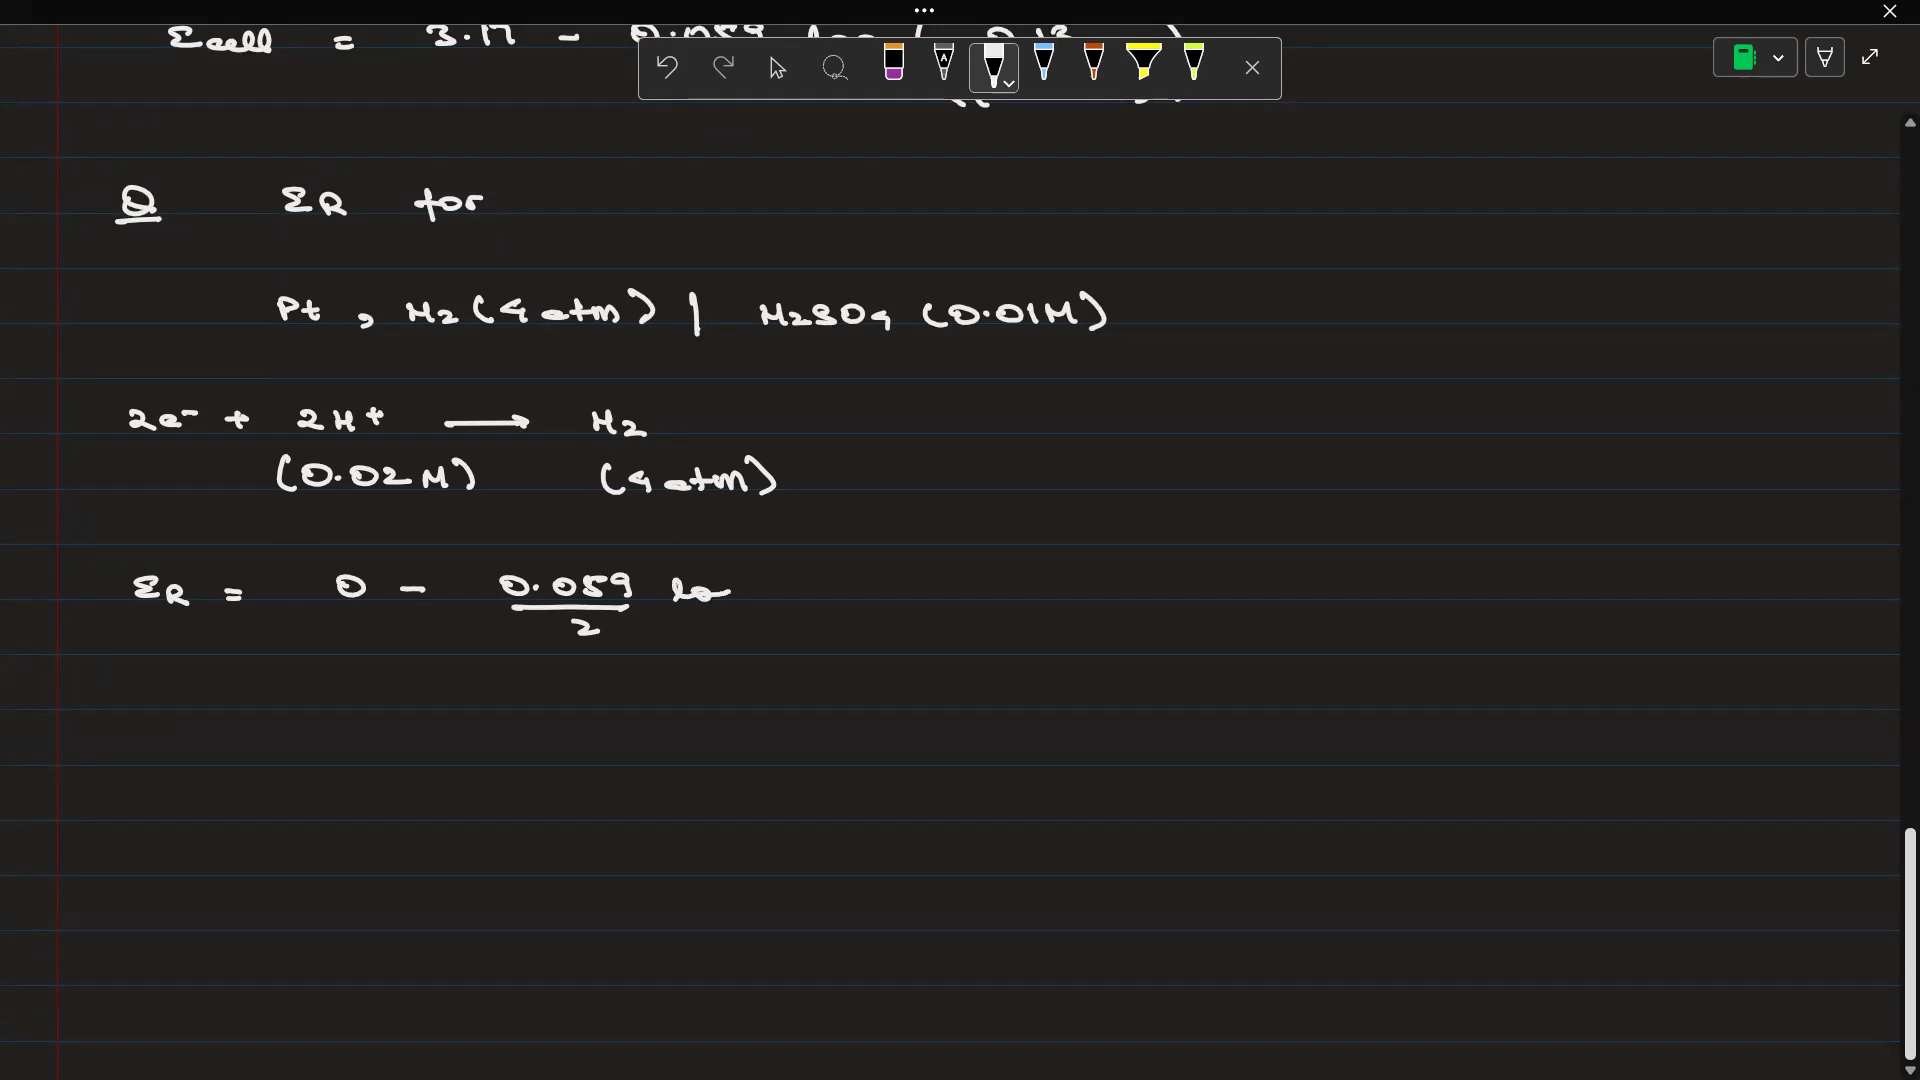 Ecell = 3.17 - 0.059
Q ER for
Pt , H2 (4 atm) | H2SO4 (0.01M)
2e- + 2H+ ⟶ H2
(0.02M) (4 atm)
ER = 0 - 0.059/2 lo